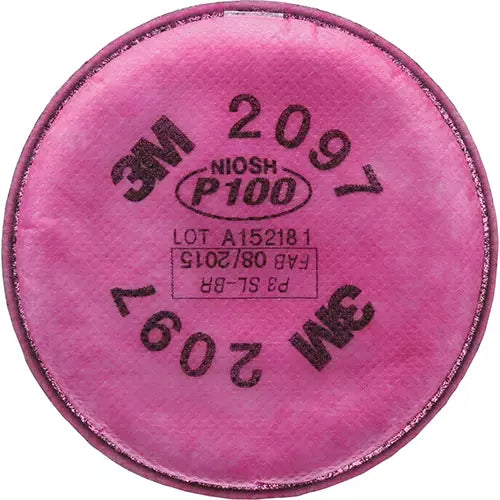 3M 2097
NIOSH
P100
LOT A152181
FAB 08/2015
P3 SL-BR
3M 2097